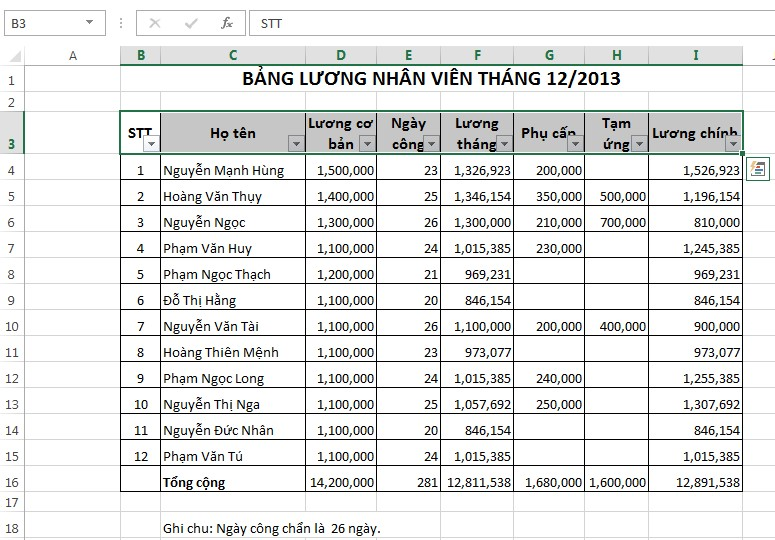 B3 fx STT
A B C D E F G H I
1 BẢNG LƯƠNG NHÂN VIÊN THÁNG 12/2013
2
3 STT Họ tên Lương cơ bản Ngày công Lương tháng Phụ cấp Tạm ứng Lương chính
4 1 Nguyễn Mạnh Hùng 1,500,000 23 1,326,923 200,000 1,526,923
5 2 Hoàng Văn Thụy 1,400,000 25 1,346,154 350,000 500,000 1,196,154
6 3 Nguyễn Ngọc 1,300,000 26 1,300,000 210,000 700,000 810,000
7 4 Phạm Văn Huy 1,100,000 24 1,015,385 230,000 1,245,385
8 5 Phạm Ngọc Thạch 1,200,000 21 969,231 969,231
9 6 Đỗ Thị Hằng 1,100,000 20 846,154 846,154
10 7 Nguyễn Văn Tài 1,100,000 26 1,100,000 200,000 400,000 900,000
11 8 Hoàng Thiên Mệnh 1,100,000 23 973,077 973,077
12 9 Phạm Ngọc Long 1,100,000 24 1,015,385 240,000 1,255,385
13 10 Nguyễn Thị Nga 1,100,000 25 1,057,692 250,000 1,307,692
14 11 Nguyễn Đức Nhân 1,100,000 20 846,154 846,154
15 12 Phạm Văn Tú 1,100,000 24 1,015,385 1,015,385
16 Tổng cộng 14,200,000 281 12,811,538 1,680,000 1,600,000 12,891,538
17
18 Ghi chu: Ngày công chẩn là 26 ngày.